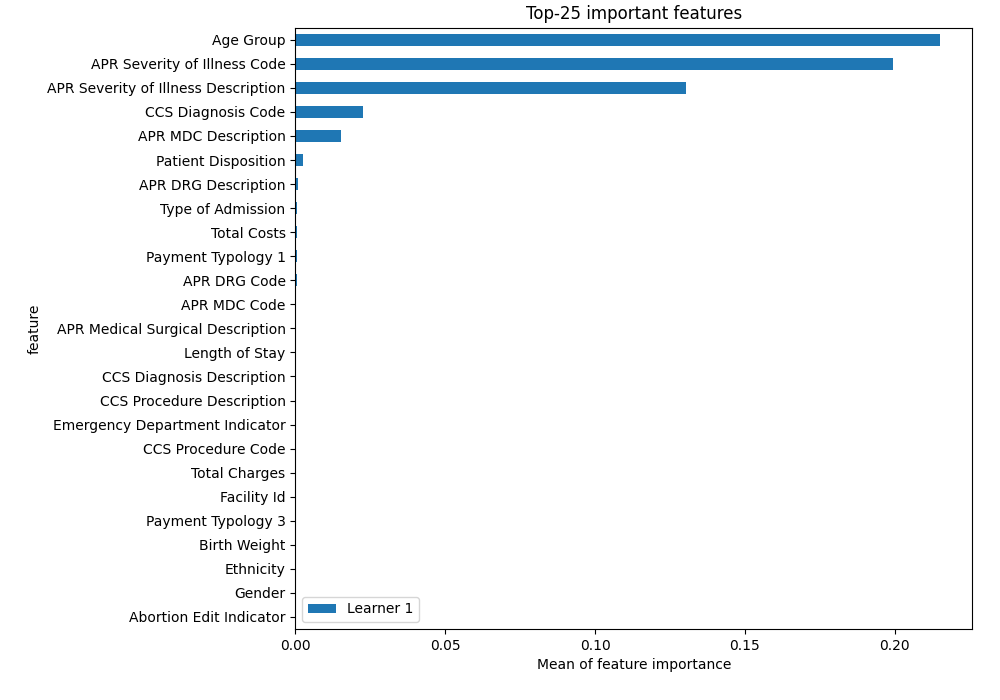 Top-25 important features
Age Group
APR Severity of Illness Code
APR Severity of Illness Description
CCS Diagnosis Code
APR MDC Description
Patient Disposition
APR DRG Description
Type of Admission
Total Costs
Payment Typology 1
APR DRG Code
APR MDC Code
APR Medical Surgical Description
Length of Stay
CCS Diagnosis Description
CCS Procedure Description
Emergency Department Indicator
CCS Procedure Code
Total Charges
Facility Id
Payment Typology 3
Birth Weight
Ethnicity
Gender
Abortion Edit Indicator
feature
Learner 1
0.00 0.05 0.10 0.15 0.20
Mean of feature importance